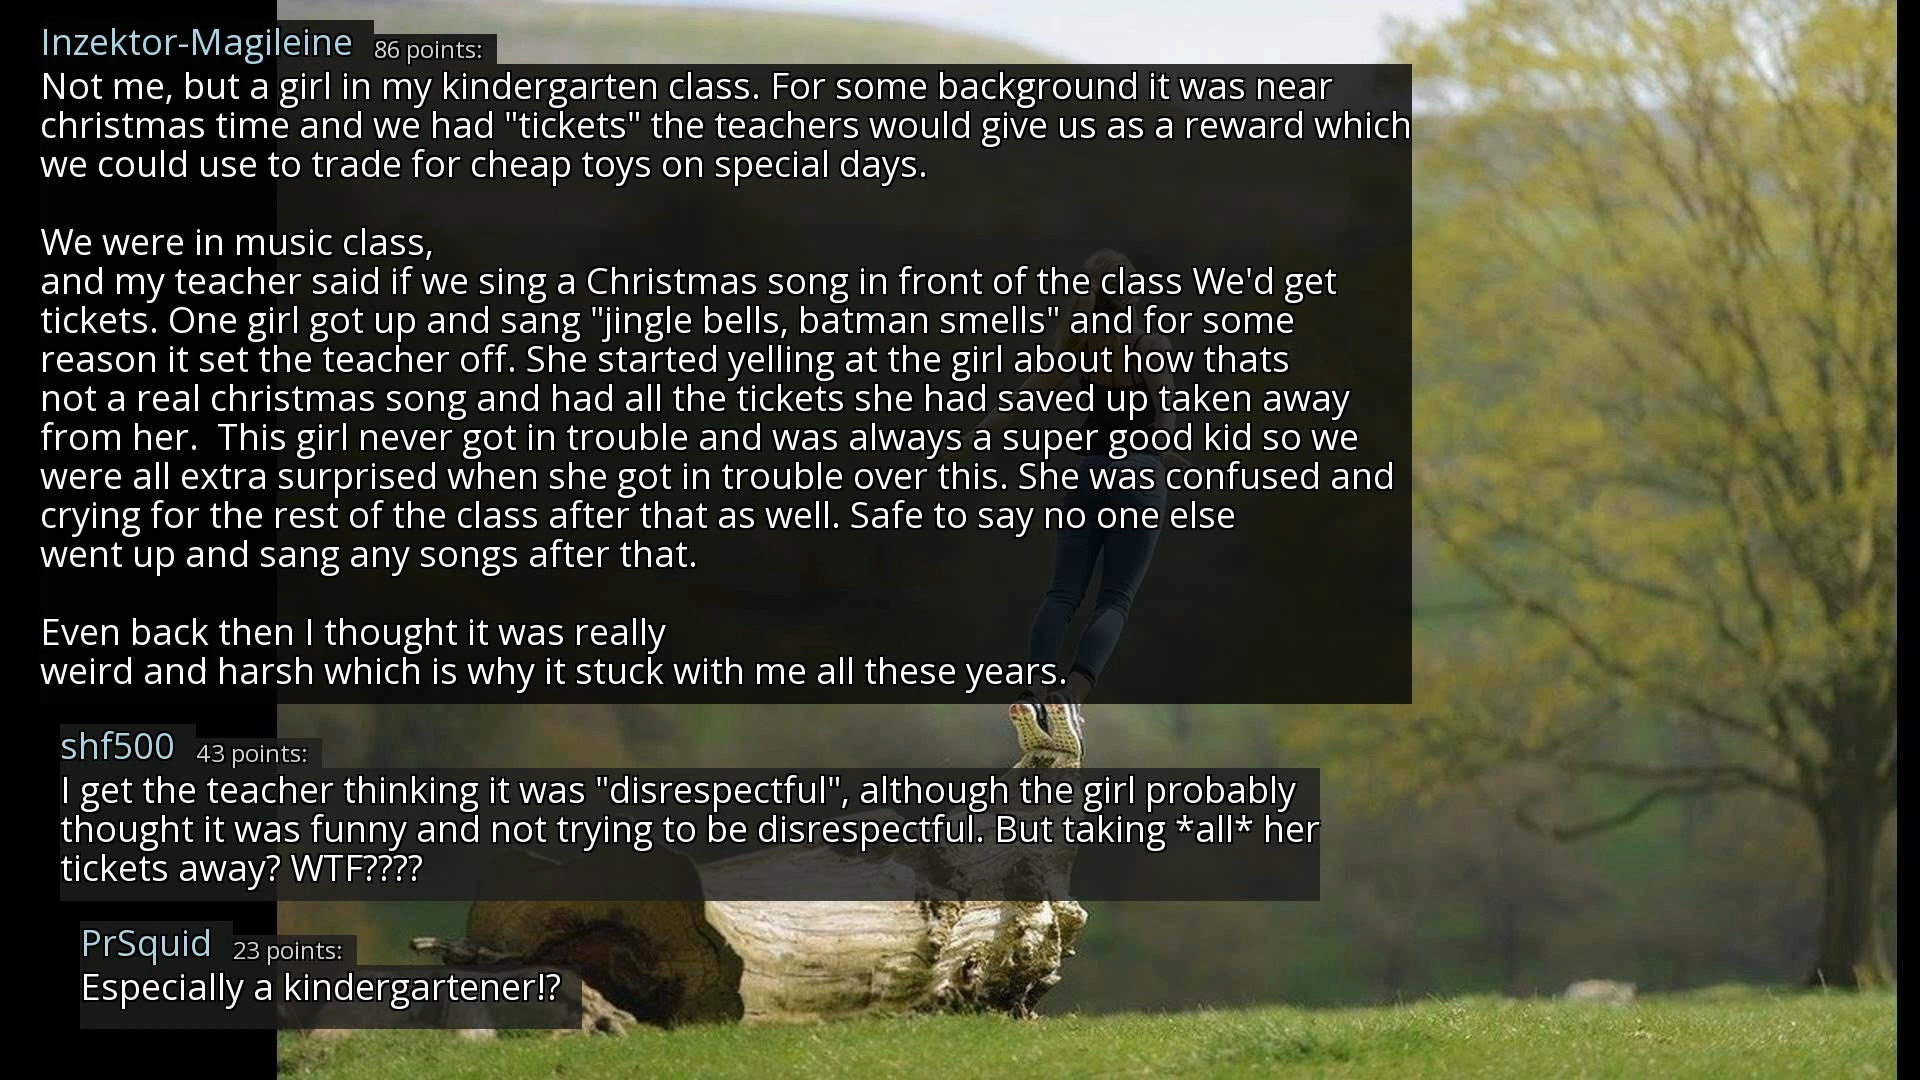 Inzektor-Magileine 86 points:
Not me, but a girl in my kindergarten class. For some background it was near
christmas time and we had "tickets" the teachers would give us as a reward which
we could use to trade for cheap toys on special days.
We were in music class,
and my teacher said if we sing a Christmas song in front of the class We'd get
tickets. One girl got up and sang "jingle bells, batman smells" and for some
reason it set the teacher off. She started yelling at the girl about how thats
not a real christmas song and had all the tickets she had saved up taken away
from her.  This girl never got in trouble and was always a super good kid so we
were all extra surprised when she got in trouble over this. She was confused and
crying for the rest of the class after that as well. Safe to say no one else
went up and sang any songs after that.
Even back then I thought it was really
weird and harsh which is why it stuck with me all these years.
shf500 43 points:
I get the teacher thinking it was "disrespectful", although the girl probably
thought it was funny and not trying to be disrespectful. But taking *all* her
tickets away? WTF????
PrSquid 23 points:
Especially a kindergartener!?